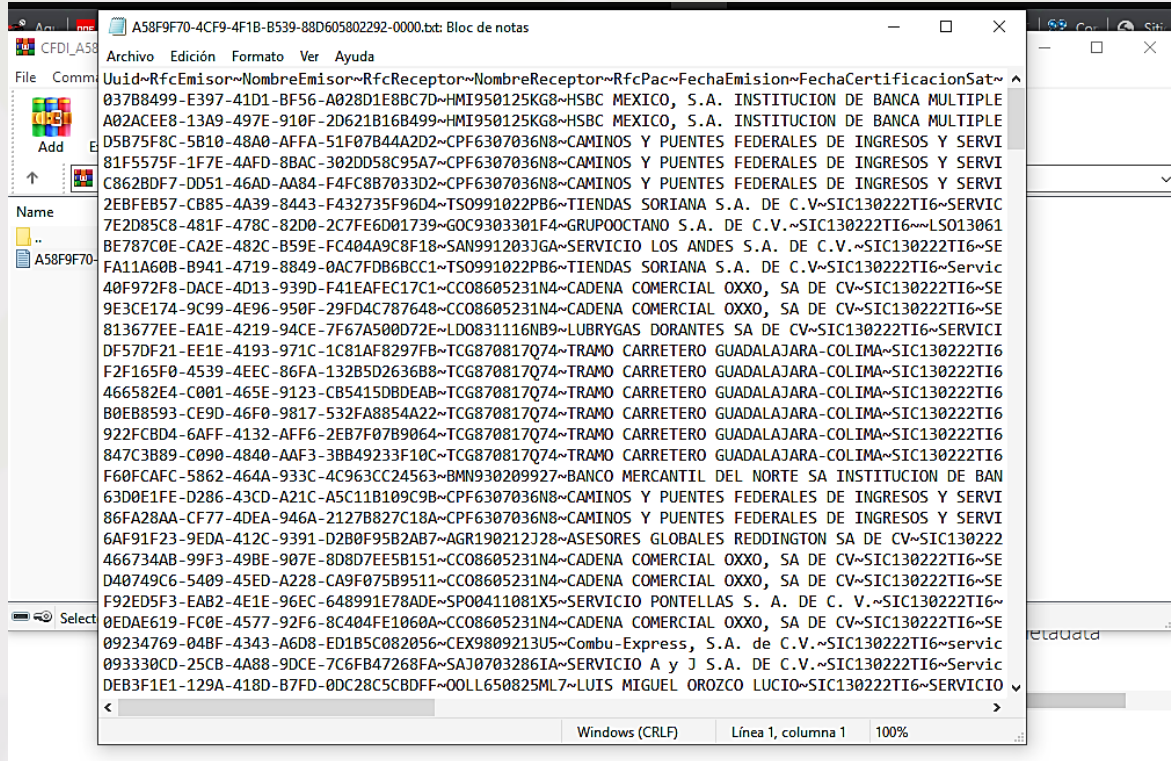 A58F9F70-4CF9-4F1B-B539-88D605802292-0000.txt: Bloc de notas
Archivo Edición Formato Ver Ayuda
Uuid~RfcEmisor~NombreEmisor~RfcReceptor~NombreReceptor~RfcPac~FechaEmision~FechaCertificacionSat~
037B8499-E397-41D1-BF56-A028D1E8BC7D~HMI950125KG8~HSBC MEXICO, S.A. INSTITUCION DE BANCA MULTIPLE
A02ACEE8-13A9-497E-910F-2D621B16B499~HMI950125KG8~HSBC MEXICO, S.A. INSTITUCION DE BANCA MULTIPLE
D5B75F8C-5B10-48A0-AFFA-51F07B44A2D2~CPF6307036N8~CAMINOS Y PUENTES FEDERALES DE INGRESOS Y SERVI
81F5575F-1F7E-4AFD-8BAC-302DD58C95A7~CPF6307036N8~CAMINOS Y PUENTES FEDERALES DE INGRESOS Y SERVI
C862BDF7-DD51-46AD-AA84-F4FC8B7033D2~CPF6307036N8~CAMINOS Y PUENTES FEDERALES DE INGRESOS Y SERVI
2EBFEB57-CB85-4A39-8443-F432735F96D4~TSO991022PB6~TIENDAS SORIANA S.A. DE C.V~SIC130222TI6~SERVIC
7E2D85C8-481F-478C-82D0-2C7FE6D01739~GOC9303301F4~GRUPOOCTANO S.A. DE C.V.~SIC130222TI6~~LSO13061
BE787C0E-CA2E-482C-B59E-FC404A9C8F18~SAN991203JGA~SERVICIO LOS ANDES S.A. DE C.V.~SIC130222TI6~SE
FA11A60B-B941-4719-8849-0AC7FDB6BCC1~TSO991022PB6~TIENDAS SORIANA S.A. DE C.V~SIC130222TI6~Servic
40F972F8-DACE-4D13-939D-F41EAFEC17C1~CCO8605231N4~CADENA COMERCIAL OXXO, SA DE CV~SIC130222TI6~SE
9E3CE174-9C99-4E96-950F-29FD4C787648~CCO8605231N4~CADENA COMERCIAL OXXO, SA DE CV~SIC130222TI6~SE
813677EE-EA1E-4219-94CE-7F67A500D72E~LDO831116NB9~LUBRYGAS DORANTES SA DE CV~SIC130222TI6~SERVICI
DF57DF21-EE1E-4193-971C-1C81AF8297FB~TCG870817Q74~TRAMO CARRETERO GUADALAJARA-COLIMA~SIC130222TI6
F2F165F0-4539-4EEC-86FA-132B5D2636B8~TCG870817Q74~TRAMO CARRETERO GUADALAJARA-COLIMA~SIC130222TI6
466582E4-C001-465E-9123-CB5415DBDEAB~TCG870817Q74~TRAMO CARRETERO GUADALAJARA-COLIMA~SIC130222TI6
B0EB8593-CE9D-46F0-9817-532FA8854A22~TCG870817Q74~TRAMO CARRETERO GUADALAJARA-COLIMA~SIC130222TI6
922FCBD4-6AFF-4132-AFF6-2EB7F07B9064~TCG870817Q74~TRAMO CARRETERO GUADALAJARA-COLIMA~SIC130222TI6
847C3B89-C090-4840-AAF3-3BB49233F10C~TCG870817Q74~TRAMO CARRETERO GUADALAJARA-COLIMA~SIC130222TI6
F60FCAFC-5862-464A-933C-4C963CC24563~BMN930209927~BANCO MERCANTIL DEL NORTE SA INSTITUCION DE BAN
63D0E1FE-D286-43CD-A21C-A5C11B109C9B~CPF6307036N8~CAMINOS Y PUENTES FEDERALES DE INGRESOS Y SERVI
86FA28AA-CF77-4DEA-946A-2127B827C18A~CPF6307036N8~CAMINOS Y PUENTES FEDERALES DE INGRESOS Y SERVI
6AF91F23-9EDA-412C-9391-D2B0F95B2AB7~AGR190212J28~ASESORES GLOBALES REDDINGTON SA DE CV~SIC130222
466734AB-99F3-49BE-907E-8D8D7EE5B151~CCO8605231N4~CADENA COMERCIAL OXXO, SA DE CV~SIC130222TI6~SE
D40749C6-5409-45ED-A228-CA9F075B9511~CCO8605231N4~CADENA COMERCIAL OXXO, SA DE CV~SIC130222TI6~SE
F92ED5F3-EAB2-4E1E-96EC-648991E78ADE~SPO0411081X5~SERVICIO PONTELLAS S. A. DE C. V.~SIC130222TI6~
0EDAE619-FC0E-4577-92F6-8C404FE1060A~CCO8605231N4~CADENA COMERCIAL OXXO, SA DE CV~SIC130222TI6~SE
09234769-04BF-4343-A6D8-ED1B5C082056~CEX9809213U5~Combu-Express, S.A. de C.V.~SIC130222TI6~servic
093330CD-25CB-4A88-9DCE-7C6FB47268FA~SAJ0703286IA~SERVICIO A y J S.A. DE C.V.~SIC130222TI6~servic
DEB3F1E1-129A-418D-B7FD-0DC28C5CBDFF~OOLL650825ML7~LUIS MIGUEL OROZCO LUCIO~SIC130222TI6~SERVICIO
Windows (CRLF) Línea 1, columna 1 100%
CFDI_A58
File Comma
Add
Name
..
A58F9F70-
Select
etadata